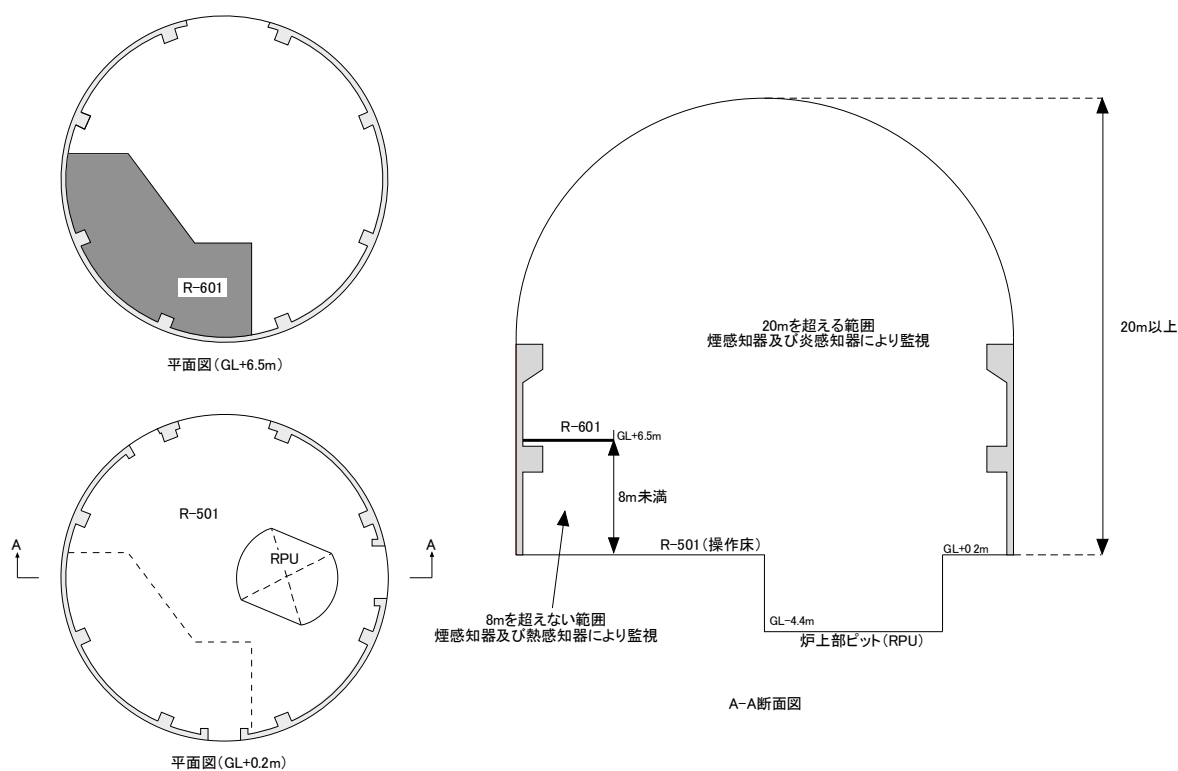 R-601
平面図(GL+6.5m)
R-501
RPU
A
A
平面図(GL+0.2m)
20mを超える範囲
煙感知器及び炎感知器により監視
20m以上
R-601
GL+6.5m
8m未満
R-501(操作床)
GL+0 2m
8mを超えない範囲
煙感知器及び熱感知器により監視
GL-4.4m
炉上部ピット(RPU)
A-A断面図